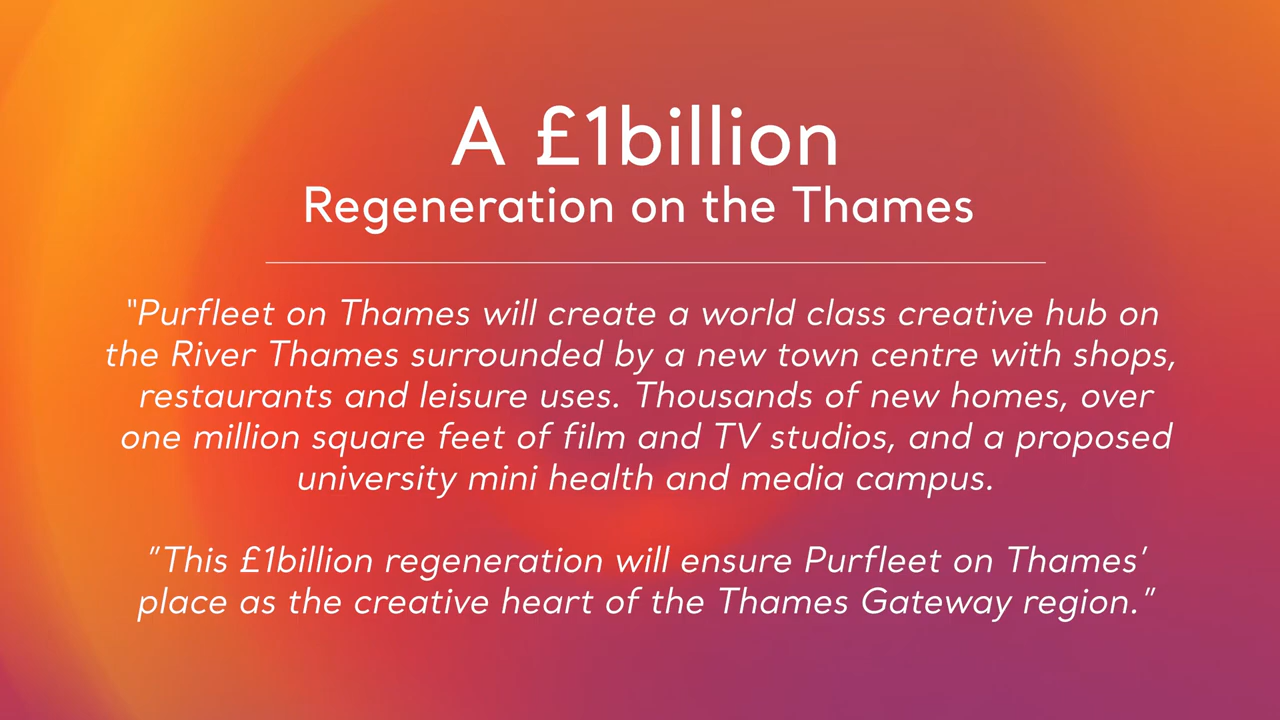 A £1billion
Regeneration on the Thames
"Purfleet on Thames will create a world class creative hub on
the River Thames surrounded by a new town centre with shops,
restaurants and leisure uses. Thousands of new homes, over
one million square feet of film and TV studios, and a proposed
university mini health and media campus.
"This £1billion regeneration will ensure Purfleet on Thames'
place as the creative heart of the Thames Gateway region."